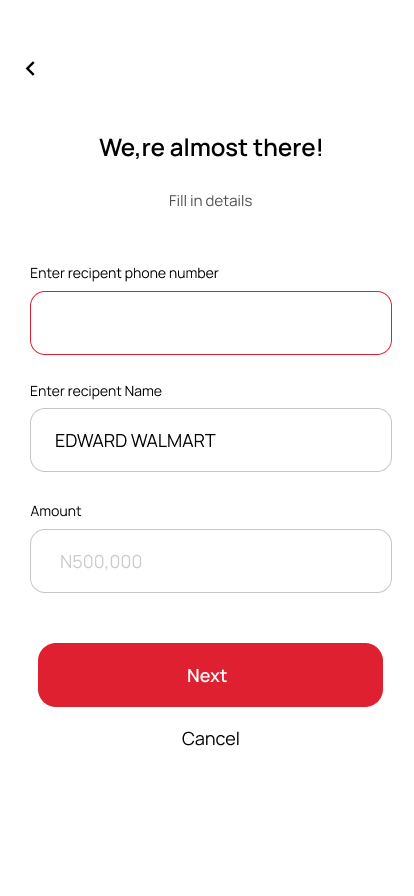 We,re almost there!
Fill in details
Enter recipent phone number
Enter recipent Name
EDWARD WALMART
Amount
N500,000
Next
Cancel